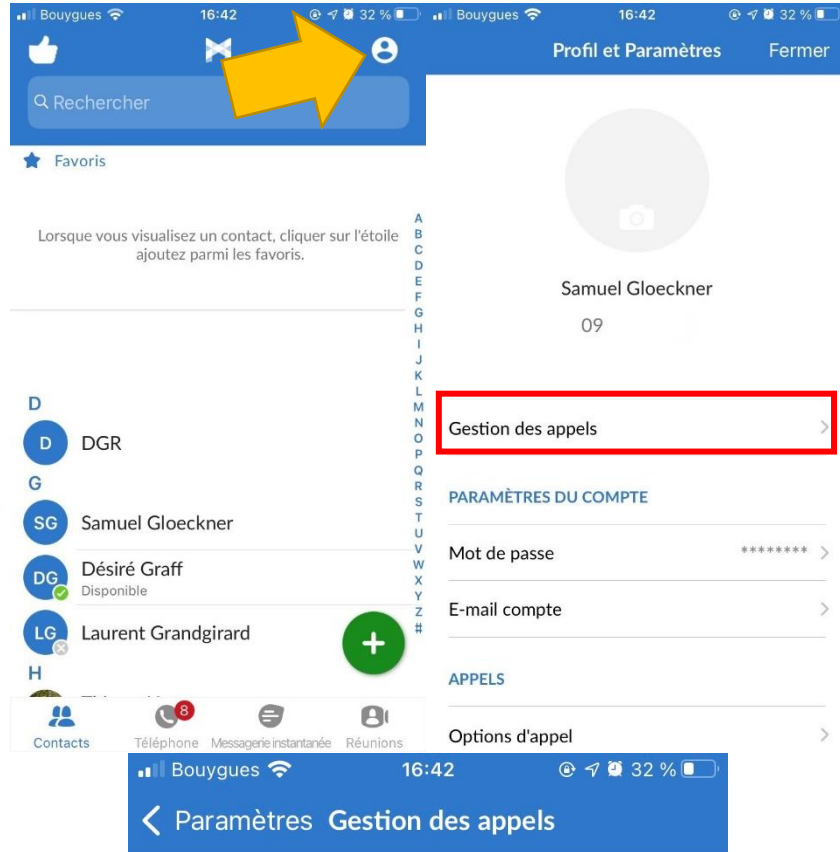 Bouygues 16:42 32 %
Rechercher
Favoris
Lorsque vous visualisez un contact, cliquer sur l'étoile
ajoutez parmi les favoris.
A
B
C
D
E
F
G
H
I
J
K
L
M
N
O
P
Q
R
S
T
U
V
W
X
Y
Z
#
D
D DGR
G
SG Samuel Gloeckner
DG Désiré Graff
Disponible
LG Laurent Grandgirard
+
H
8
Contacts Téléphone Messagerie instantanée Réunions
Bouygues 16:42 32 %
Profil et Paramètres Fermer
Samuel Gloeckner
09
Gestion des appels
PARAMÈTRES DU COMPTE
Mot de passe ********
E-mail compte
APPELS
Options d'appel
Bouygues 16:42 32 %
Paramètres Gestion des appels